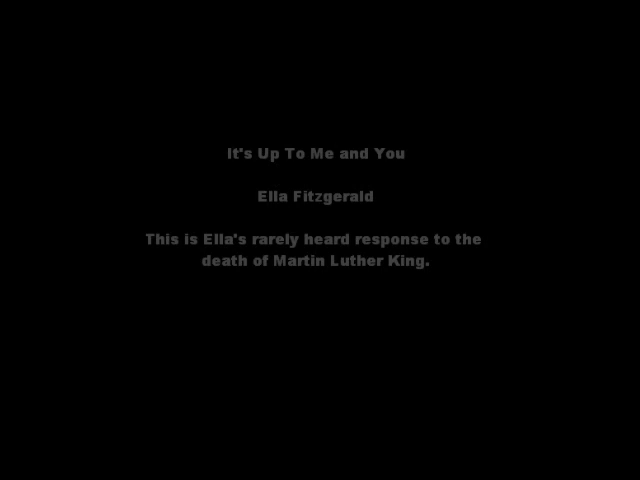 It's Up To Me and You
Ella Fitzgerald
This is Ella's rarely heard response to the
death of Martin Luther King.